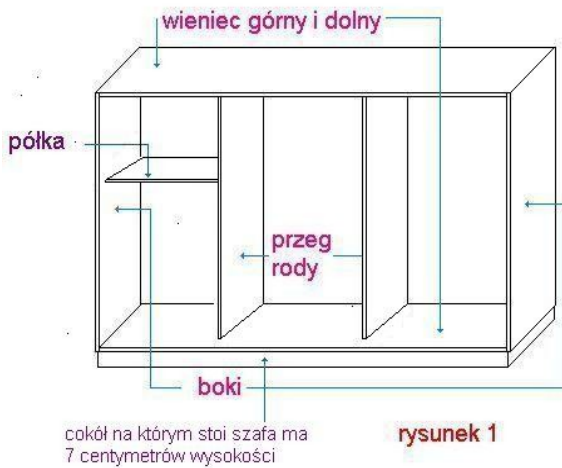 wieniec górny i dolny
półka
przeg
rody
boki
cokół na którym stoi szafa ma
7 centymetrów wysokości
rysunek 1